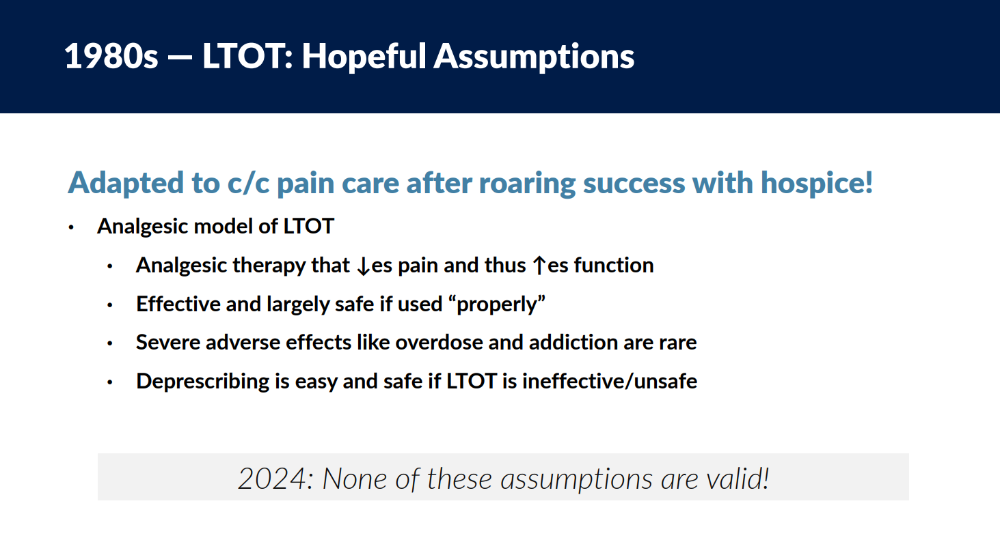 1980s — LTOT: Hopeful Assumptions
Adapted to c/c pain care after roaring success with hospice!
• Analgesic model of LTOT
• Analgesic therapy that ↓es pain and thus ↑es function
• Effective and largely safe if used “properly”
• Severe adverse effects like overdose and addiction are rare
• Deprescribing is easy and safe if LTOT is ineffective/unsafe
2024: None of these assumptions are valid!